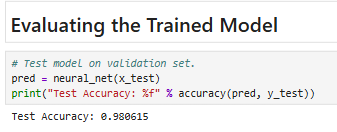 Evaluating the Trained Model
# Test model on validation set.
pred = neural_net(x_test)
print("Test Accuracy: %f" % accuracy(pred, y_test))
Test Accuracy: 0.980615